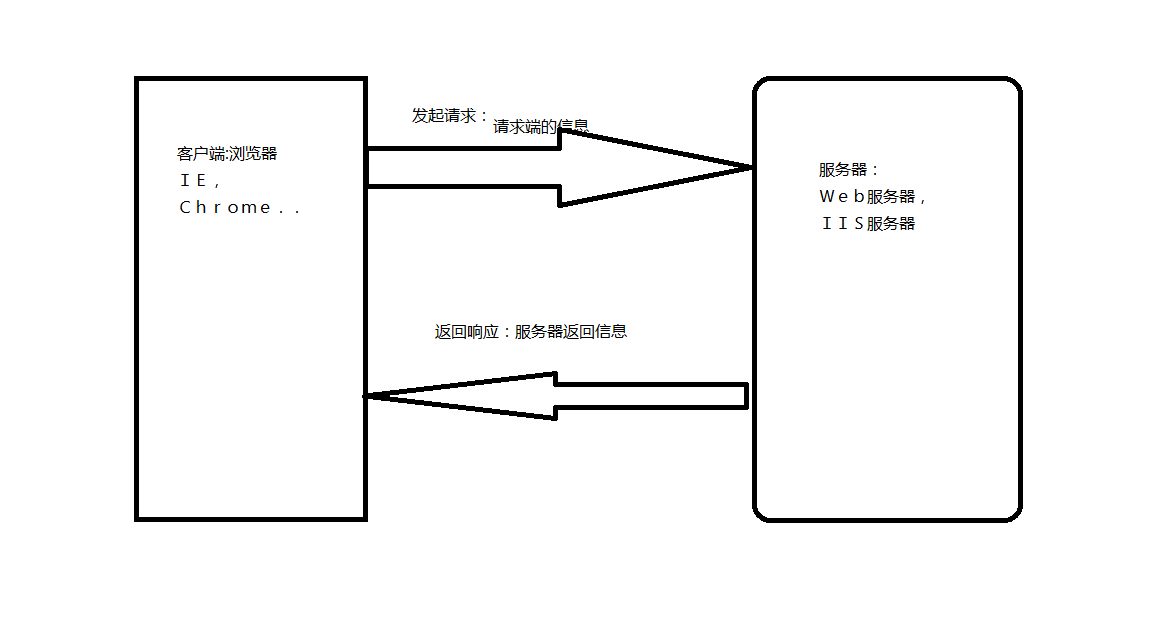 发起请求：
请求端的信息
客户端:浏览器
ＩＥ，
Ｃｈｒｏｍｅ．．
服务器：
Ｗｅｂ服务器，
ＩＩＳ服务器
返回响应：服务器返回信息